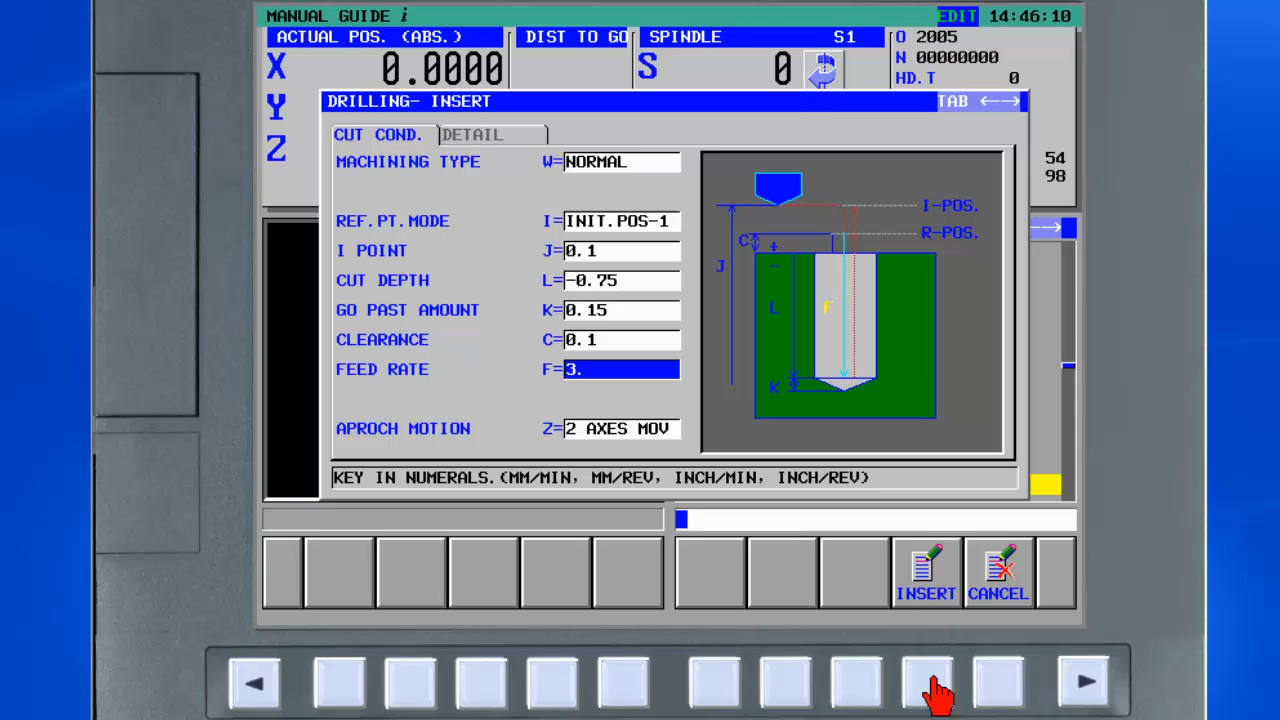 MANUAL GUIDE i EDIT 14:46:10
ACTUAL POS. (ABS.) DIST TO GO SPINDLE S1 O 2005
X 0.0000 S 0 N 00000000
HD.T 0
Y
Z
54
98
DRILLING- INSERT TAB ←→
CUT COND. DETAIL
MACHINING TYPE W=NORMAL
REF.PT.MODE I=INIT.POS-1
I POINT J=0.1
CUT DEPTH L=-0.75
GO PAST AMOUNT K=0.15
CLEARANCE C=0.1
FEED RATE F=3.
APROCH MOTION Z=2 AXES MOV
I-POS.
R-POS.
C
+
-
J
L
F
K
KEY IN NUMERALS.(MM/MIN, MM/REV, INCH/MIN, INCH/REV)
INSERT CANCEL